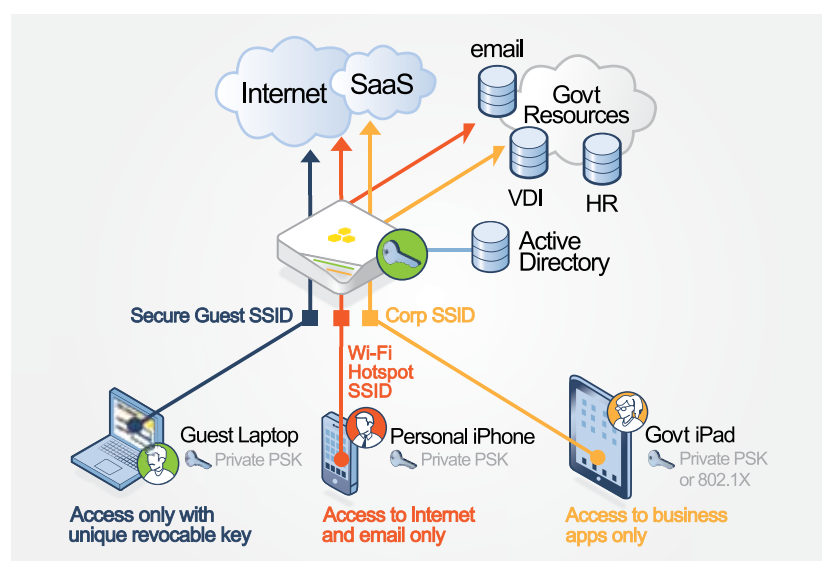 email
Internet
SaaS
Govt
Resources
VDI
HR
Active
Directory
Secure Guest SSID
Corp SSID
Wi-Fi
Hotspot
SSID
Guest Laptop
Private PSK
Personal iPhone
Private PSK
Govt iPad
Private PSK
or 802.1X
Access only with
unique revocable key
Access to Internet
and email only
Access to business
apps only